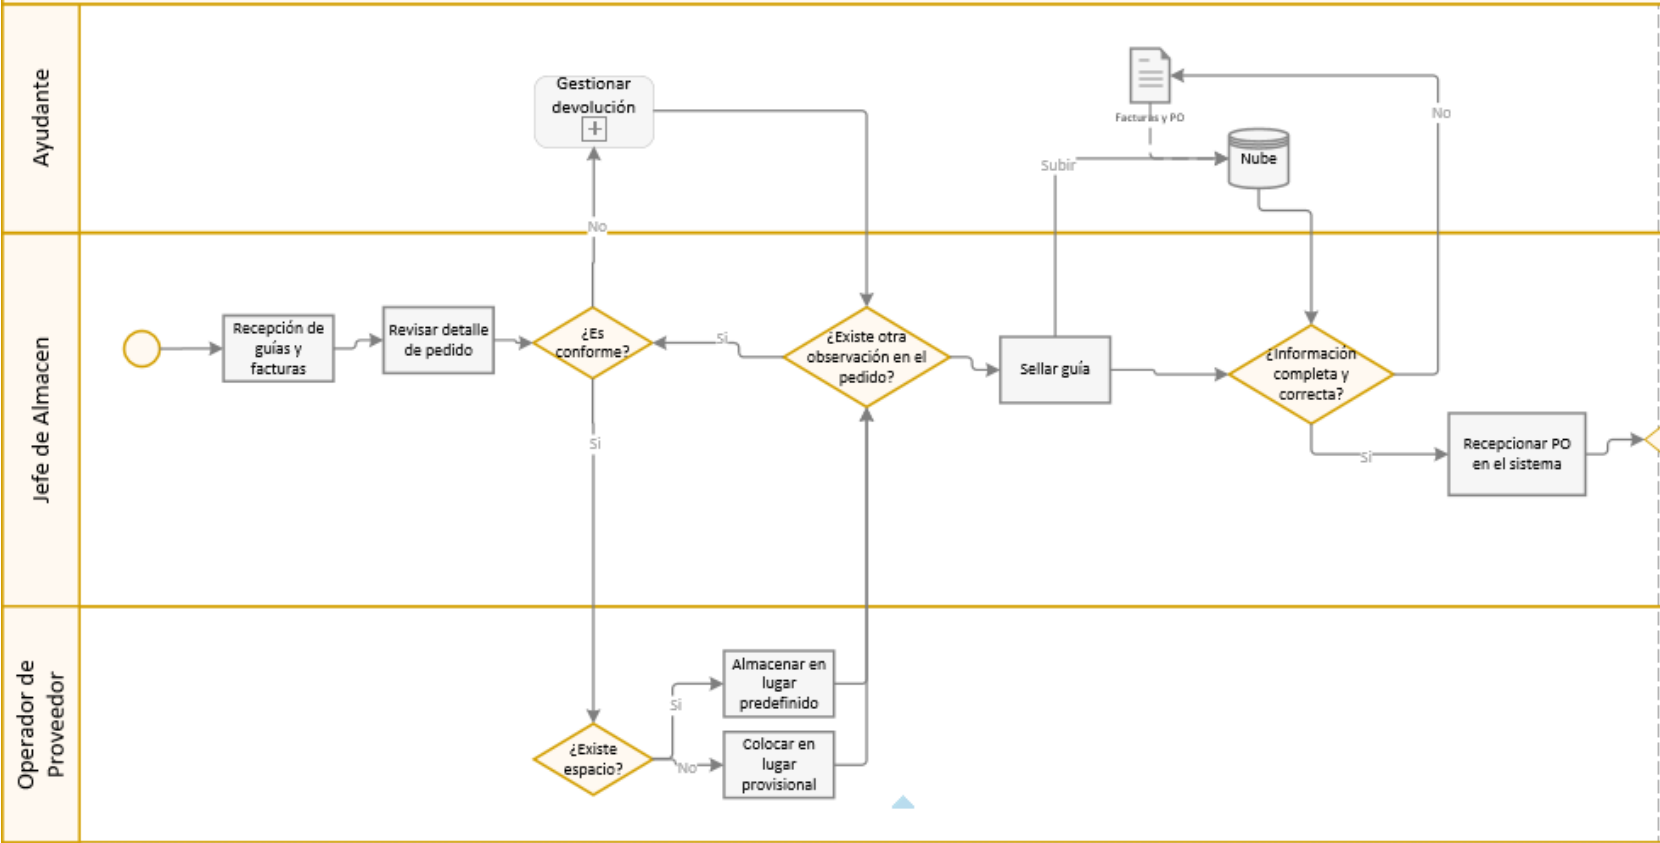 Ayudante
Gestionar
devolución
Facturas y PO
Subir
Nube
No
No
Jefe de Almacen
Recepción de
guías y
facturas
Revisar detalle
de pedido
¿Es
conforme?
Si
¿Existe otra
observación en el
pedido?
Sellar guía
¿Información
completa y
correcta?
Si
Si
Recepcionar PO
en el sistema
Operador de
Proveedor
¿Existe
espacio?
Si
No
Almacenar en
lugar
predefinido
Colocar en
lugar
provisional